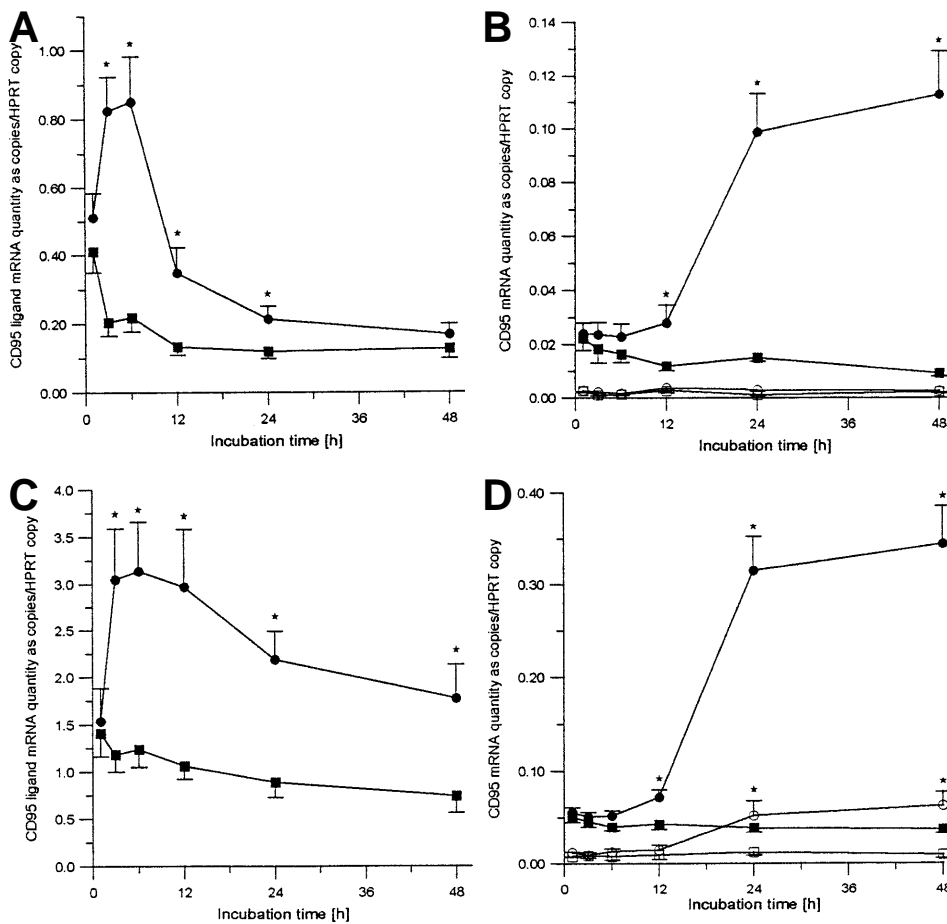 A
CD95 ligand mRNA quantity as copies/HPRT copy
1.00
0.80
0.60
0.40
0.20
0.00
* * * *
0 12 24 36 48
Incubation time [h]
B
CD95 mRNA quantity as copies/HPRT copy
0.14
0.12
0.10
0.08
0.06
0.04
0.02
0.00
* * *
0 12 24 36 48
Incubation time [h]
C
CD95 ligand mRNA quantity as copies/HPRT copy
4.0
3.5
3.0
2.5
2.0
1.5
1.0
0.5
0.0
* * * * *
0 12 24 36 48
Incubation time [h]
D
CD95 mRNA quantity as copies/HPRT copy
0.40
0.30
0.20
0.10
0.00
* * * * *
0 12 24 36 48
Incubation time [h]